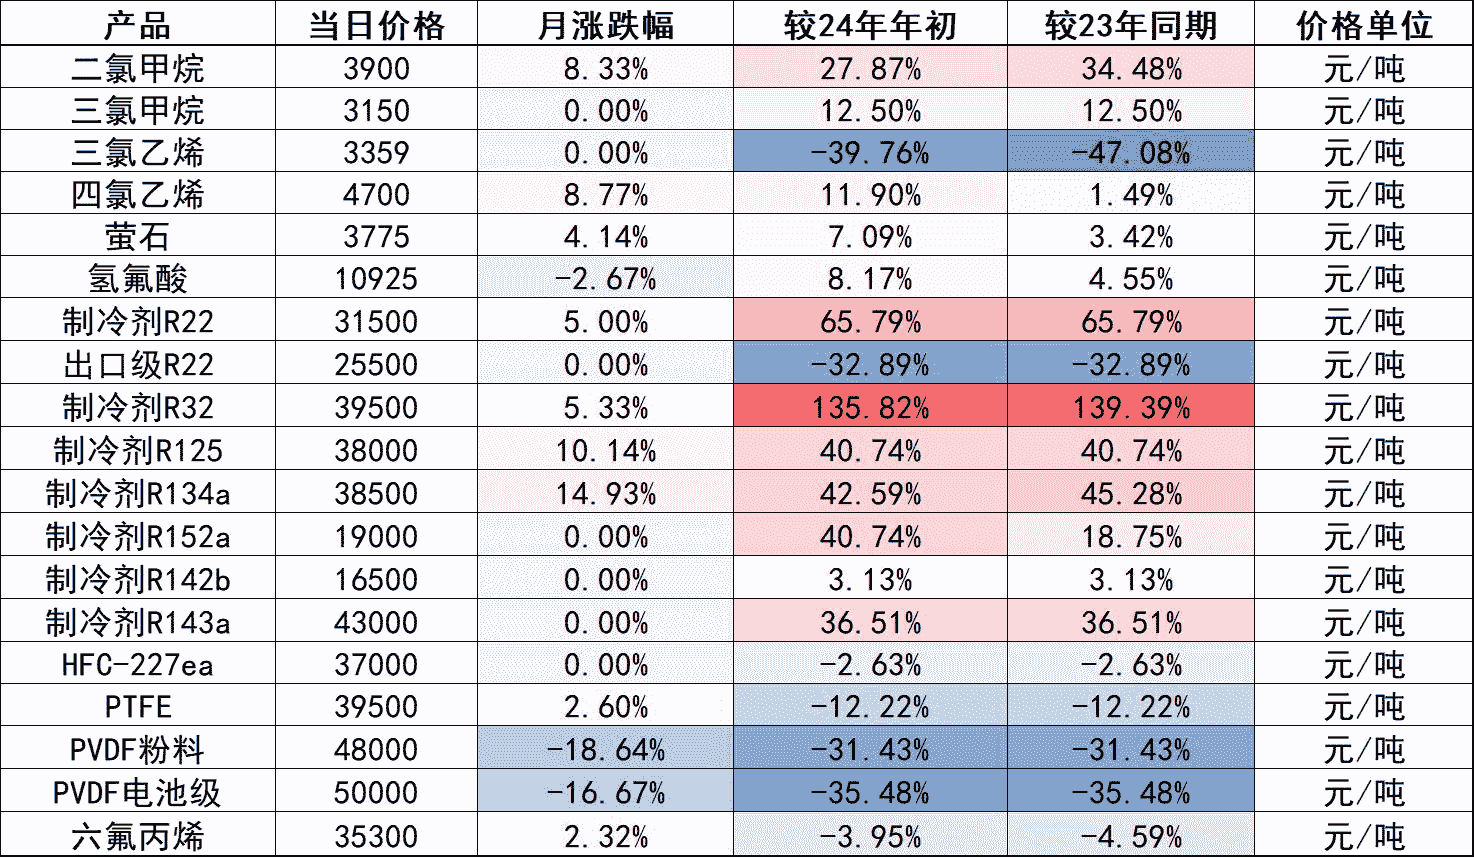 产品 当日价格 月涨跌幅 较24年年初 较23年同期 价格单位
二氯甲烷 3900 8.33% 27.87% 34.48% 元/吨
三氯甲烷 3150 0.00% 12.50% 12.50% 元/吨
三氯乙烯 3359 0.00% -39.76% -47.08% 元/吨
四氯乙烯 4700 8.77% 11.90% 1.49% 元/吨
萤石 3775 4.14% 7.09% 3.42% 元/吨
氢氟酸 10925 -2.67% 8.17% 4.55% 元/吨
制冷剂R22 31500 5.00% 65.79% 65.79% 元/吨
出口级R22 25500 0.00% -32.89% -32.89% 元/吨
制冷剂R32 39500 5.33% 135.82% 139.39% 元/吨
制冷剂R125 38000 10.14% 40.74% 40.74% 元/吨
制冷剂R134a 38500 14.93% 42.59% 45.28% 元/吨
制冷剂R152a 19000 0.00% 40.74% 18.75% 元/吨
制冷剂R142b 16500 0.00% 3.13% 3.13% 元/吨
制冷剂R143a 43000 0.00% 36.51% 36.51% 元/吨
HFC-227ea 37000 0.00% -2.63% -2.63% 元/吨
PTFE 39500 2.60% -12.22% -12.22% 元/吨
PVDF粉料 48000 -18.64% -31.43% -31.43% 元/吨
PVDF电池级 50000 -16.67% -35.48% -35.48% 元/吨
六氟丙烯 35300 2.32% -3.95% -4.59% 元/吨